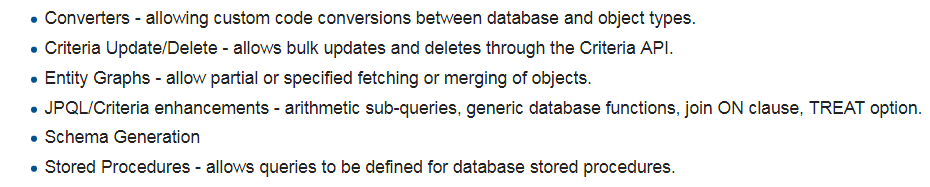 • Converters - allowing custom code conversions between database and object types.
• Criteria Update/Delete - allows bulk updates and deletes through the Criteria API.
• Entity Graphs - allow partial or specified fetching or merging of objects.
• JPQL/Criteria enhancements - arithmetic sub-queries, generic database functions, join ON clause, TREAT option.
• Schema Generation
• Stored Procedures - allows queries to be defined for database stored procedures.